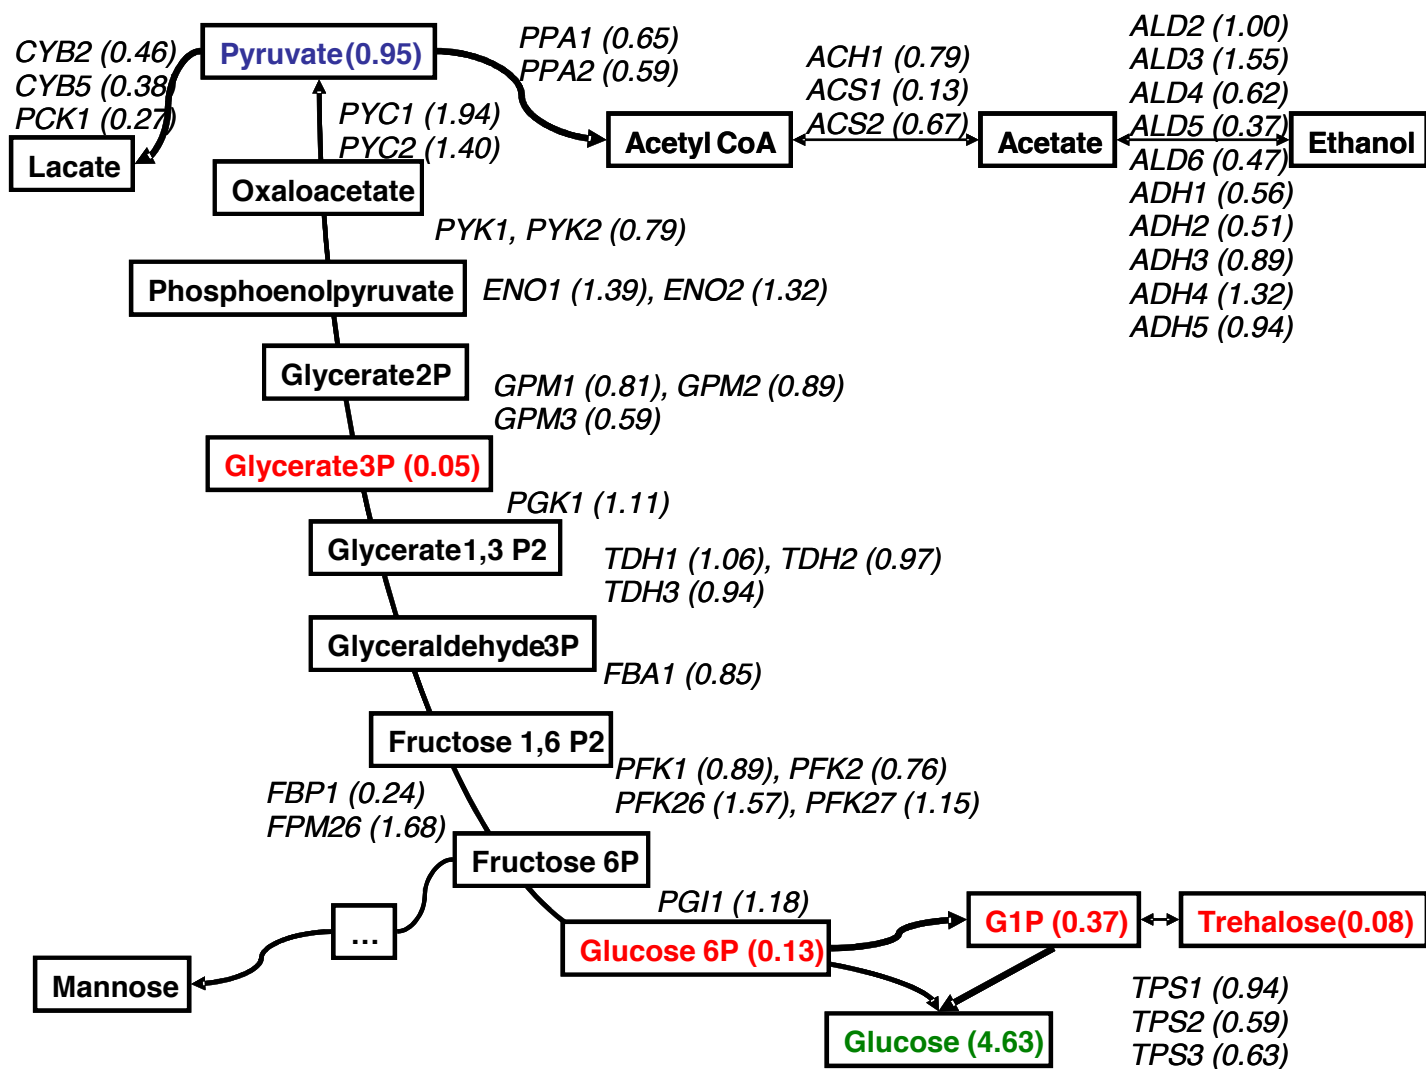 CYB2 (0.46)
CYB5 (0.38)
PCK1 (0.27)
Pyruvate(0.95)
PPA1 (0.65)
PPA2 (0.59)
ACH1 (0.79)
ACS1 (0.13)
ACS2 (0.67)
ALD2 (1.00)
ALD3 (1.55)
ALD4 (0.62)
ALD5 (0.37)
ALD6 (0.47)
ADH1 (0.56)
ADH2 (0.51)
ADH3 (0.89)
ADH4 (1.32)
ADH5 (0.94)
Lacate
PYC1 (1.94)
PYC2 (1.40)
Acetyl CoA
Acetate
Ethanol
Oxaloacetate
PYK1, PYK2 (0.79)
Phosphoenolpyruvate
ENO1 (1.39), ENO2 (1.32)
Glycerate2P
GPM1 (0.81), GPM2 (0.89)
GPM3 (0.59)
Glycerate3P (0.05)
PGK1 (1.11)
Glycerate1,3 P2
TDH1 (1.06), TDH2 (0.97)
TDH3 (0.94)
Glyceraldehyde3P
FBA1 (0.85)
Fructose 1,6 P2
PFK1 (0.89), PFK2 (0.76)
PFK26 (1.57), PFK27 (1.15)
FBP1 (0.24)
FPM26 (1.68)
Fructose 6P
PGI1 (1.18)
...
Mannose
Glucose 6P (0.13)
G1P (0.37)
Trehalose(0.08)
Glucose (4.63)
TPS1 (0.94)
TPS2 (0.59)
TPS3 (0.63)